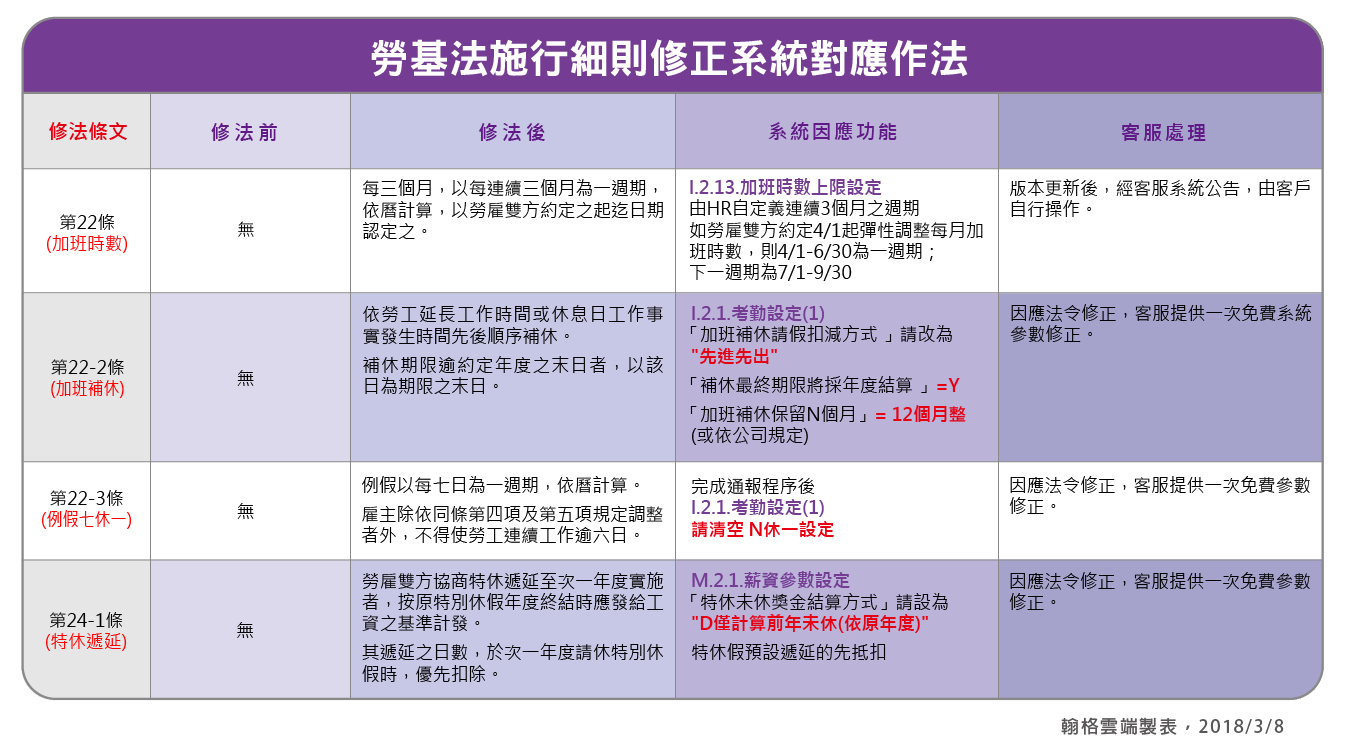 勞基法施行細則修正系統對應作法
修法條文
修法前
修法後
系統因應功能
客服處理
第22條
(加班時數)
無
每三個月，以每連續三個月為一週期，
依曆計算，以勞雇雙方約定之起迄日期
認定之。
I.2.13.加班時數上限設定
由HR自定義連續3個月之週期
如勞雇雙方約定4/1起彈性調整每月加
班時數，則4/1-6/30為一週期；
下一週期為7/1-9/30
版本更新後，經客服系統公告，由客戶
自行操作。
第22-2條
(加班補休)
無
依勞工延長工作時間或休息日工作事
實發生時間先後順序補休。
補休期限逾約定年度之末日者，以該
日為期限之末日。
I.2.1.考勤設定(1)
「加班補休請假扣減方式 」請改為
"先進先出"
「補休最終期限將採年度結算 」=Y
「加班補休保留N個月」= 12個月整
(或依公司規定)
因應法令修正，客服提供一次免費系統
參數修正。
第22-3條
(例假七休一)
無
例假以每七日為一週期，依曆計算。
雇主除依同條第四項及第五項規定調整
者外，不得使勞工連續工作逾六日。
完成通報程序後
I.2.1.考勤設定(1)
請清空 N休一設定
因應法令修正，客服提供一次免費參數
修正。
第24-1條
(特休遞延)
無
勞雇雙方協商特休遞延至次一年度實施
者，按原特別休假年度終結時應發給工
資之基準計發。
其遞延之日數，於次一年度請休特別休
假時，優先扣除。
M.2.1.薪資參數設定
「特休未休獎金結算方式」請設為
"D僅計算前年未休(依原年度)"
特休假預設遞延的先抵扣
因應法令修正，客服提供一次免費參數
修正。
翰格雲端製表，2018/3/8